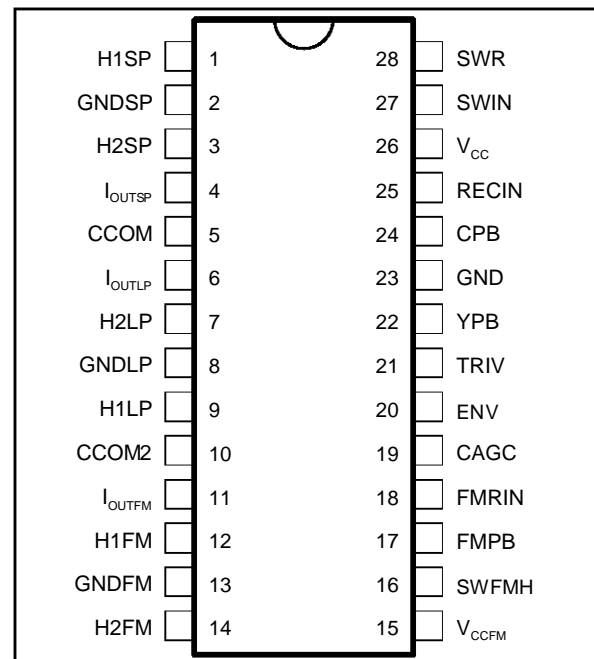 H1SP 1 28 SWR
GNDSP 2 27 SWIN
H2SP 3 26 VCC
IOUTSP 4 25 RECIN
CCOM 5 24 CPB
IOUTLP 6 23 GND
H2LP 7 22 YPB
GNDLP 8 21 TRIV
H1LP 9 20 ENV
CCOM2 10 19 CAGC
IOUTFM 11 18 FMRIN
H1FM 12 17 FMPB
GNDFM 13 16 SWFMH
H2FM 14 15 VCCFM